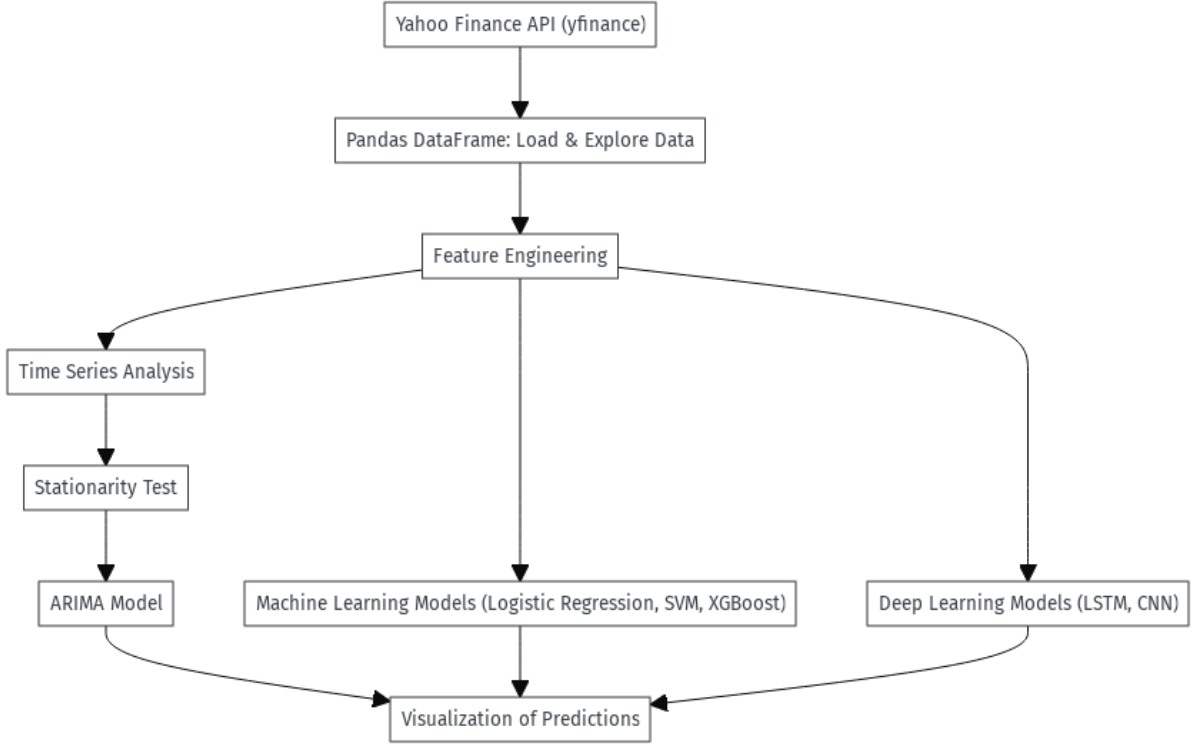 Yahoo Finance API (yfinance)
Pandas DataFrame: Load & Explore Data
Feature Engineering
Time Series Analysis
Stationarity Test
ARIMA Model
Machine Learning Models (Logistic Regression, SVM, XGBoost)
Deep Learning Models (LSTM, CNN)
Visualization of Predictions